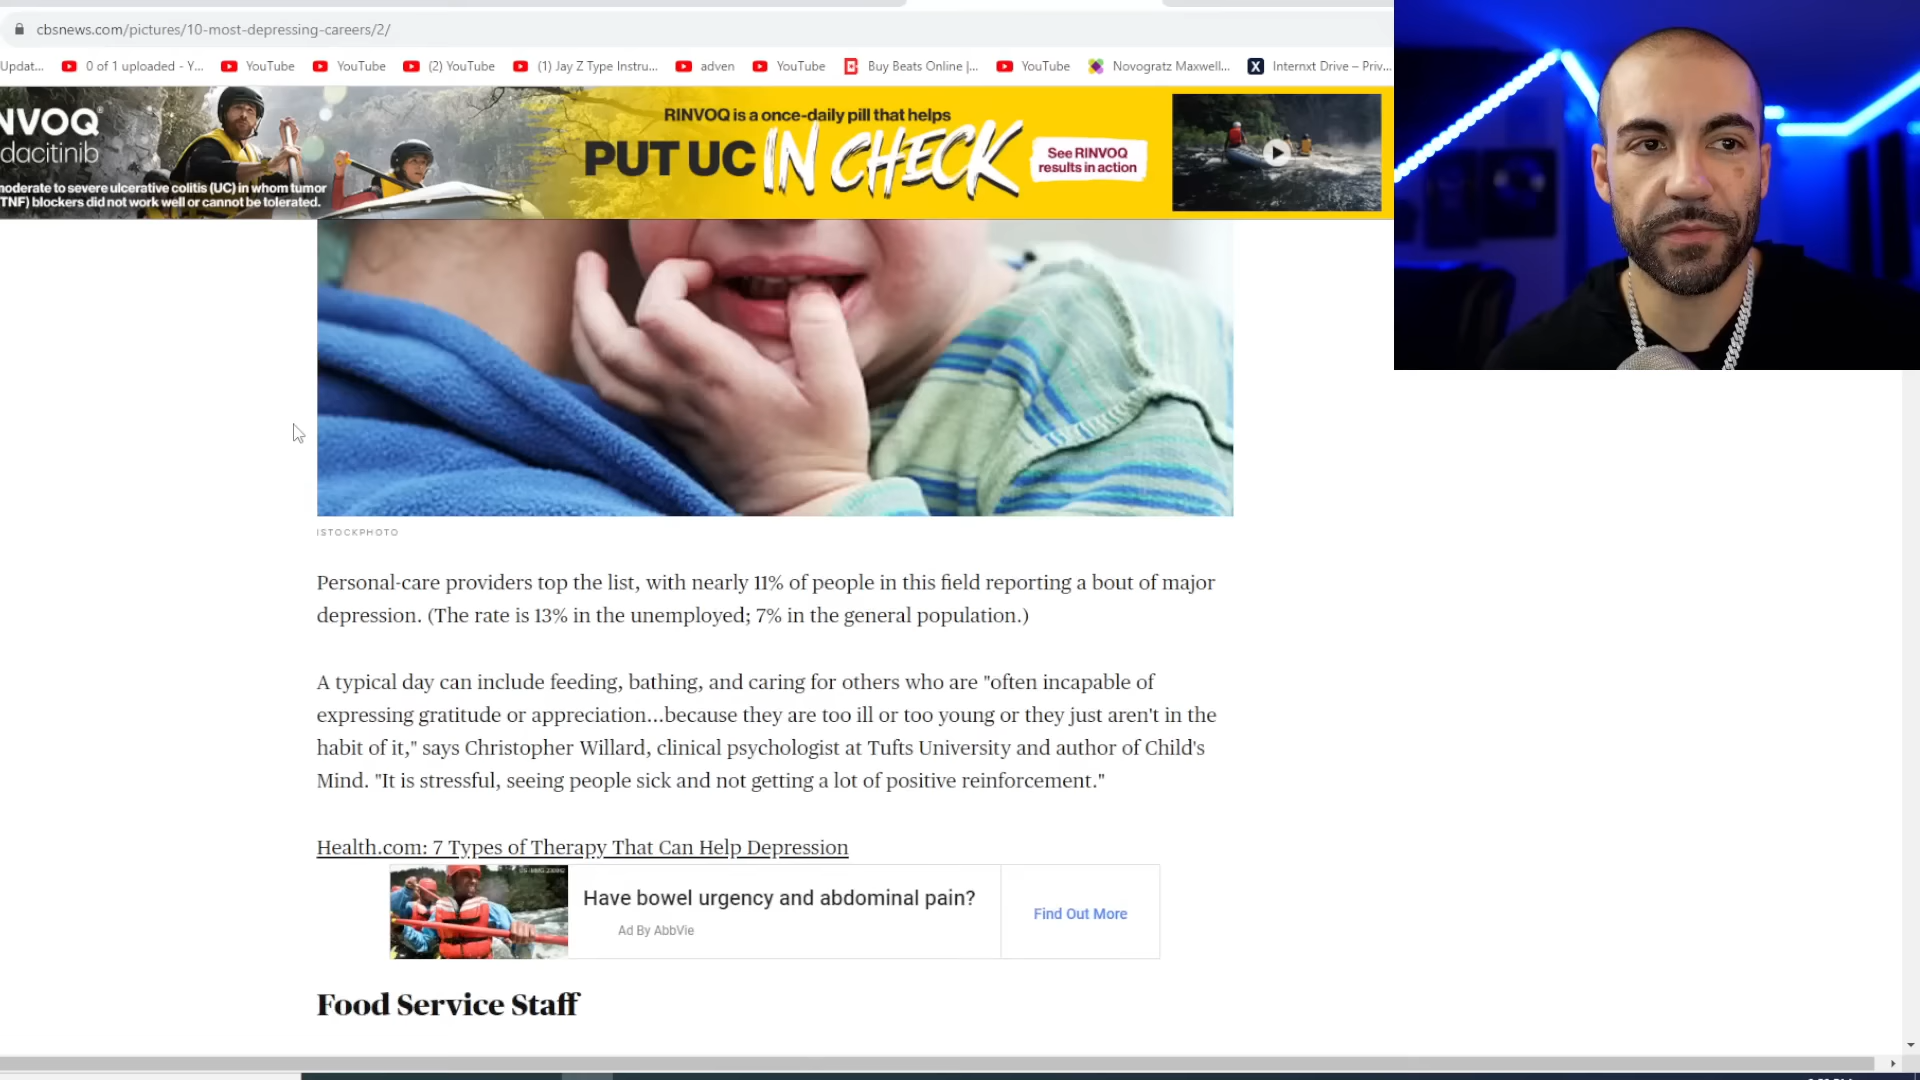 cbsnews.com/pictures/10-most-depressing-careers/2/
Updat...
0 of 1 uploaded - Y...
YouTube
YouTube
(2) YouTube
(1) Jay Z Type Instru...
adven
YouTube
Buy Beats Online |...
YouTube
Novogratz Maxwell...
Internxt Drive – Priv...
NVOQ®
dacitinib
moderate to severe ulcerative colitis (UC) in whom tumor
TNF) blockers did not work well or cannot be tolerated.
RINVOQ is a once-daily pill that helps
PUT UC IN CHECK
See RINVOQ
results in action
ISTOCKPHOTO
Personal-care providers top the list, with nearly 11% of people in this field reporting a bout of major
depression. (The rate is 13% in the unemployed; 7% in the general population.)
A typical day can include feeding, bathing, and caring for others who are "often incapable of
expressing gratitude or appreciation...because they are too ill or too young or they just aren't in the
habit of it," says Christopher Willard, clinical psychologist at Tufts University and author of Child's
Mind. "It is stressful, seeing people sick and not getting a lot of positive reinforcement."
Health.com: 7 Types of Therapy That Can Help Depression
Have bowel urgency and abdominal pain?
Ad By AbbVie
Find Out More
Food Service Staff